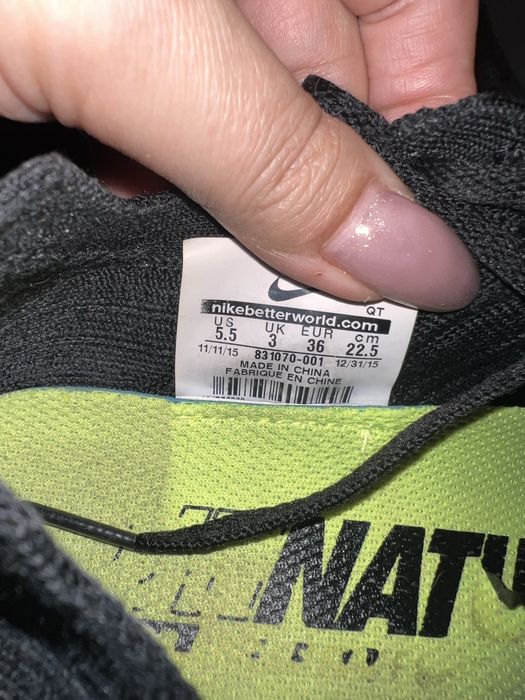 QT
nikebetterworld.com
US UK EUR cm
5.5 3 36 22.5
11/11/15 831070-001 12/31/15
MADE IN CHINA
FABRIQUE EN CHINE
NAT